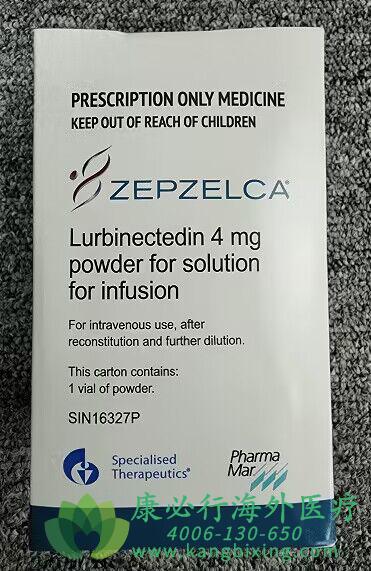 PRESCRIPTION ONLY MEDICINE
KEEP OUT OF REACH OF CHILDREN
ZEPZELCA®
Lurbinectedin 4 mg
powder for solution
for infusion
For intravenous use, after
reconstitution and further dilution.
This carton contains:
1 vial of powder.
SIN16327P
Specialised
Therapeutics®
Pharma
Mar
康必行海外医疗
4006-130-650
www.kangbixing.com